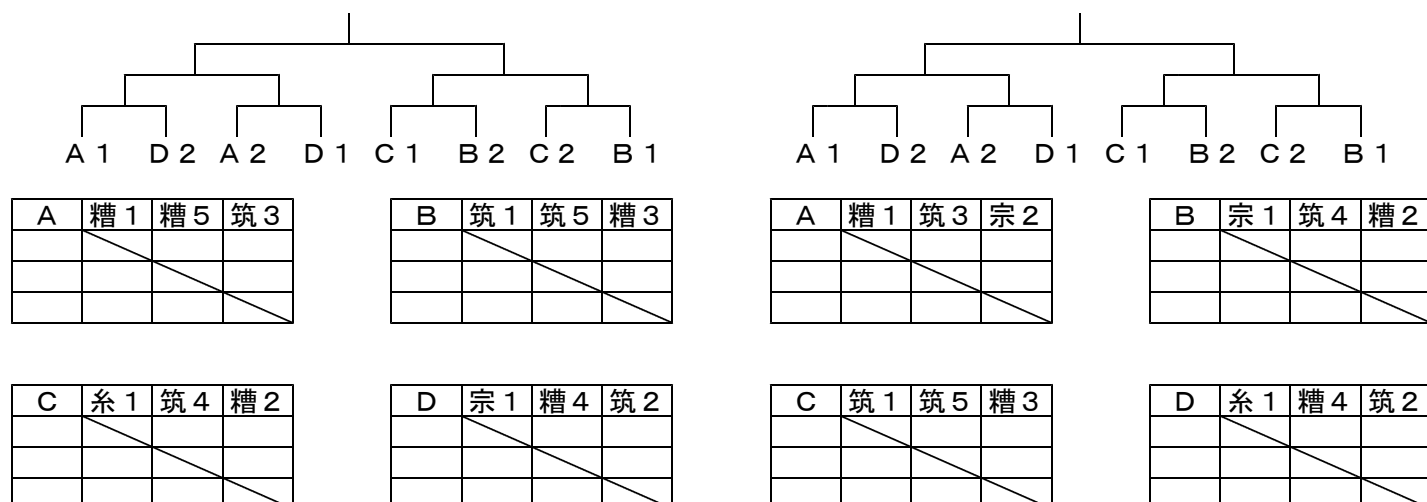 A1 D2 A2 D1 C1 B2 C2 B1 A1 D2 A2 D1 C1 B2 C2 B1
A 糟1 糟5 筑3 B 筑1 筑5 糟3 A 糟1 筑3 宗2 B 宗1 筑4 糟2
C 糸1 筑4 糟2 D 宗1 糟4 筑2 C 筑1 筑5 糟3 D 糸1 糟4 筑2